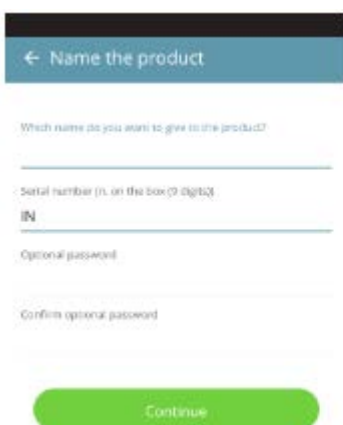 ← Name the product
Which name do you want to give to the product?
Serial number (n. on the box (9 digits)
IN
Optional password
Confirm optional password
Continue